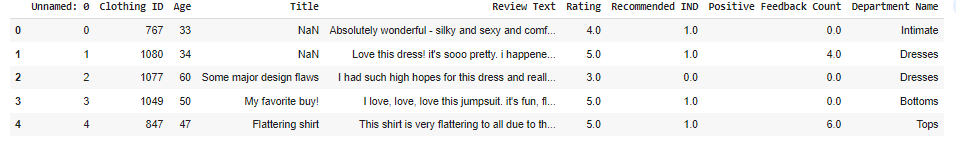 Unnamed: 0 Clothing ID Age Title Review Text Rating Recommended IND Positive Feedback Count Department Name
0 0 767 33 NaN Absolutely wonderful - silky and sexy and comf... 4.0 1.0 0.0 Intimate
1 1 1080 34 NaN Love this dress! it's sooo pretty. i happene... 5.0 1.0 4.0 Dresses
2 2 1077 60 Some major design flaws I had such high hopes for this dress and reall... 3.0 0.0 0.0 Dresses
3 3 1049 50 My favorite buy! I love, love, love this jumpsuit. it's fun, fl... 5.0 1.0 0.0 Bottoms
4 4 847 47 Flattering shirt This shirt is very flattering to all due to th... 5.0 1.0 6.0 Tops